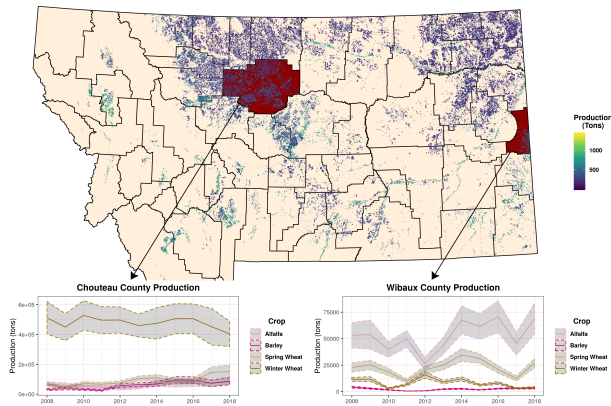 Production
(Tons)
1000
500
Chouteau County Production
Production (tons)
6e+05
4e+05
2e+05
0e+00
2008
2010
2012
2014
2016
2018
Crop
Alfalfa
Barley
Spring Wheat
Winter Wheat
Wibaux County Production
Production (tons)
75000
50000
25000
0
2008
2010
2012
2014
2016
2018
Crop
Alfalfa
Barley
Spring Wheat
Winter Wheat